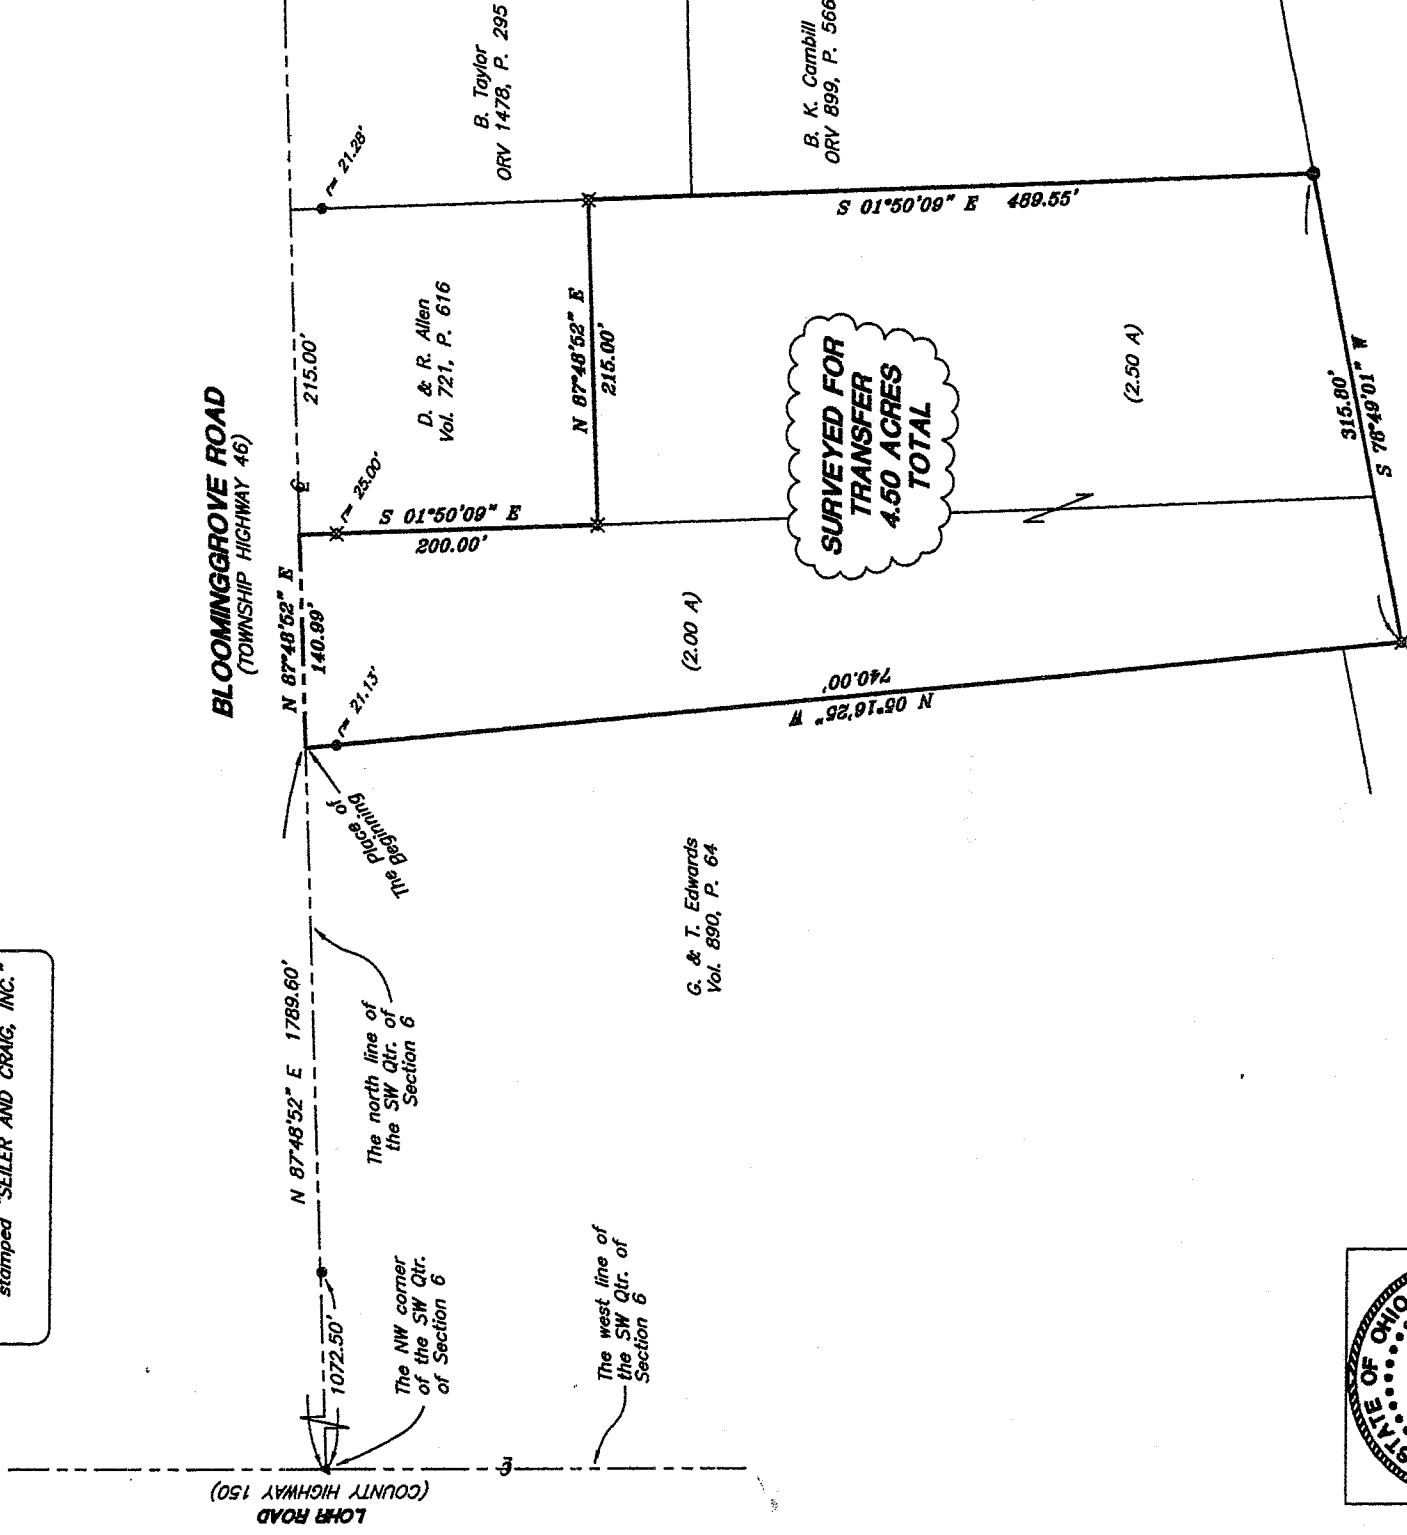 stamped "SEILER AND CRAIG, INC."
BLOOMINGGROVE ROAD
(TOWNSHIP HIGHWAY 46)
LOHR ROAD
(COUNTY HIGHWAY 150)
1072.50'
N 87°48'52" E 1789.60'
N 87°48'52" E
140.99'
215.00'
The NW corner
of the SW Qtr.
of Section 6
The north line of
the SW Qtr. of
Section 6
The Place of
Beginning
r= 21.13'
r= 25.00'
r= 21.28'
S 01°50'09" E
200.00'
D. & R. Allen
Vol. 721, P. 616
B. Taylor
ORV 1478, P. 295
N 87°48'52" E
215.00'
The west line of
the SW Qtr. of
Section 6
G. & T. Edwards
Vol. 890, P. 64
(2.00 A)
N 05°16'25" W
740.00'
SURVEYED FOR
TRANSFER
4.50 ACRES
TOTAL
B. K. Cambill
ORV 899, P. 566
S 01°50'09" E 489.55'
(2.50 A)
315.80'
S 78°49'01" W
STATE OF OHIO